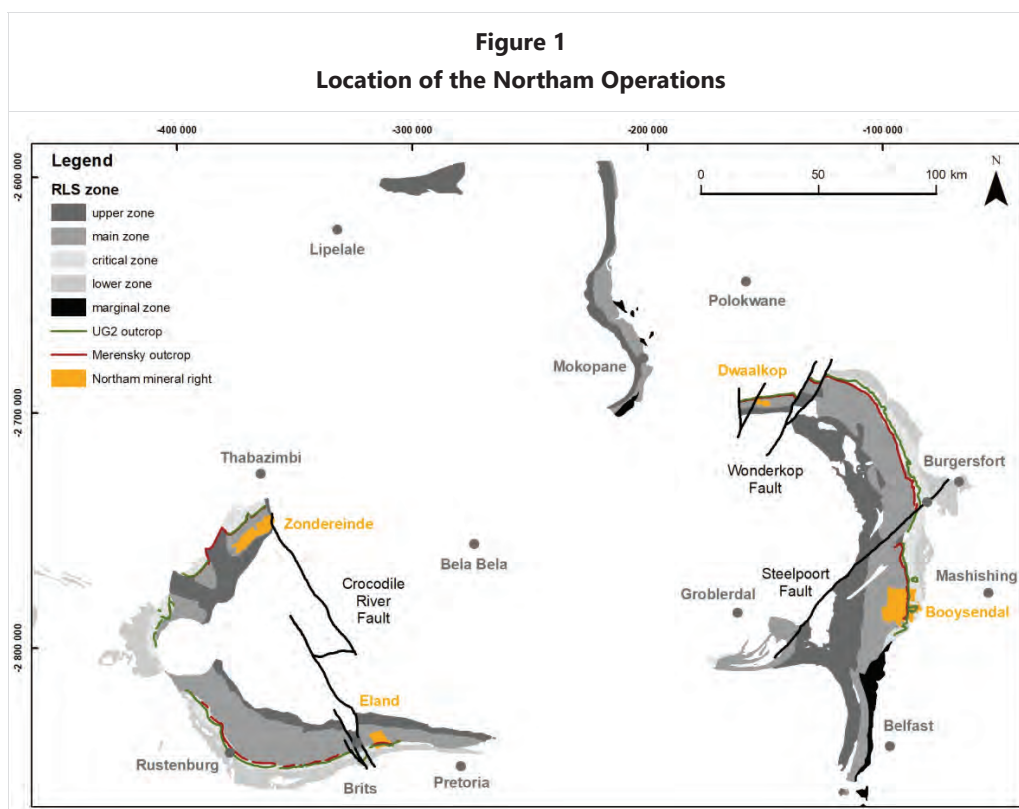 Figure 1
Location of the Northam Operations
-400 000
-300 000
-200 000
-100 000
-2 600 000
-2 700 000
-2 800 000
Legend
RLS zone
upper zone
main zone
critical zone
lower zone
marginal zone
UG2 outcrop
Merensky outcrop
Northam mineral right
N
0
50
100 km
Lipelale
Polokwane
Mokopane
Dwaalkop
Wonderkop
Fault
Burgersfort
Thabazimbi
Zondereinde
Bela Bela
Crocodile
River
Fault
Steelpoort
Fault
Groblerdal
Mashishing
Booysendal
Eland
Rustenburg
Brits
Pretoria
Belfast